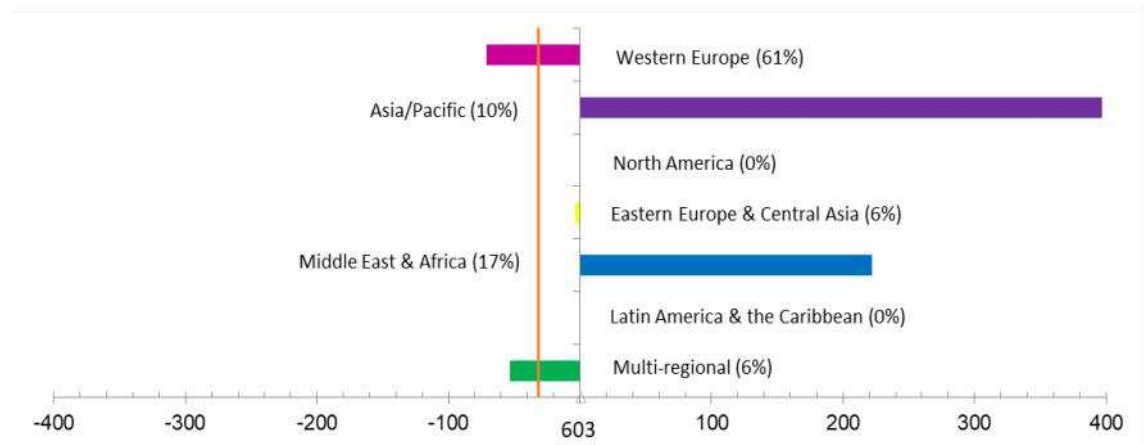 Western Europe (61%)
Asia/Pacific (10%)
North America (0%)
Eastern Europe & Central Asia (6%)
Middle East & Africa (17%)
Latin America & the Caribbean (0%)
Multi-regional (6%)
-400 -300 -200 -100 603 100 200 300 400